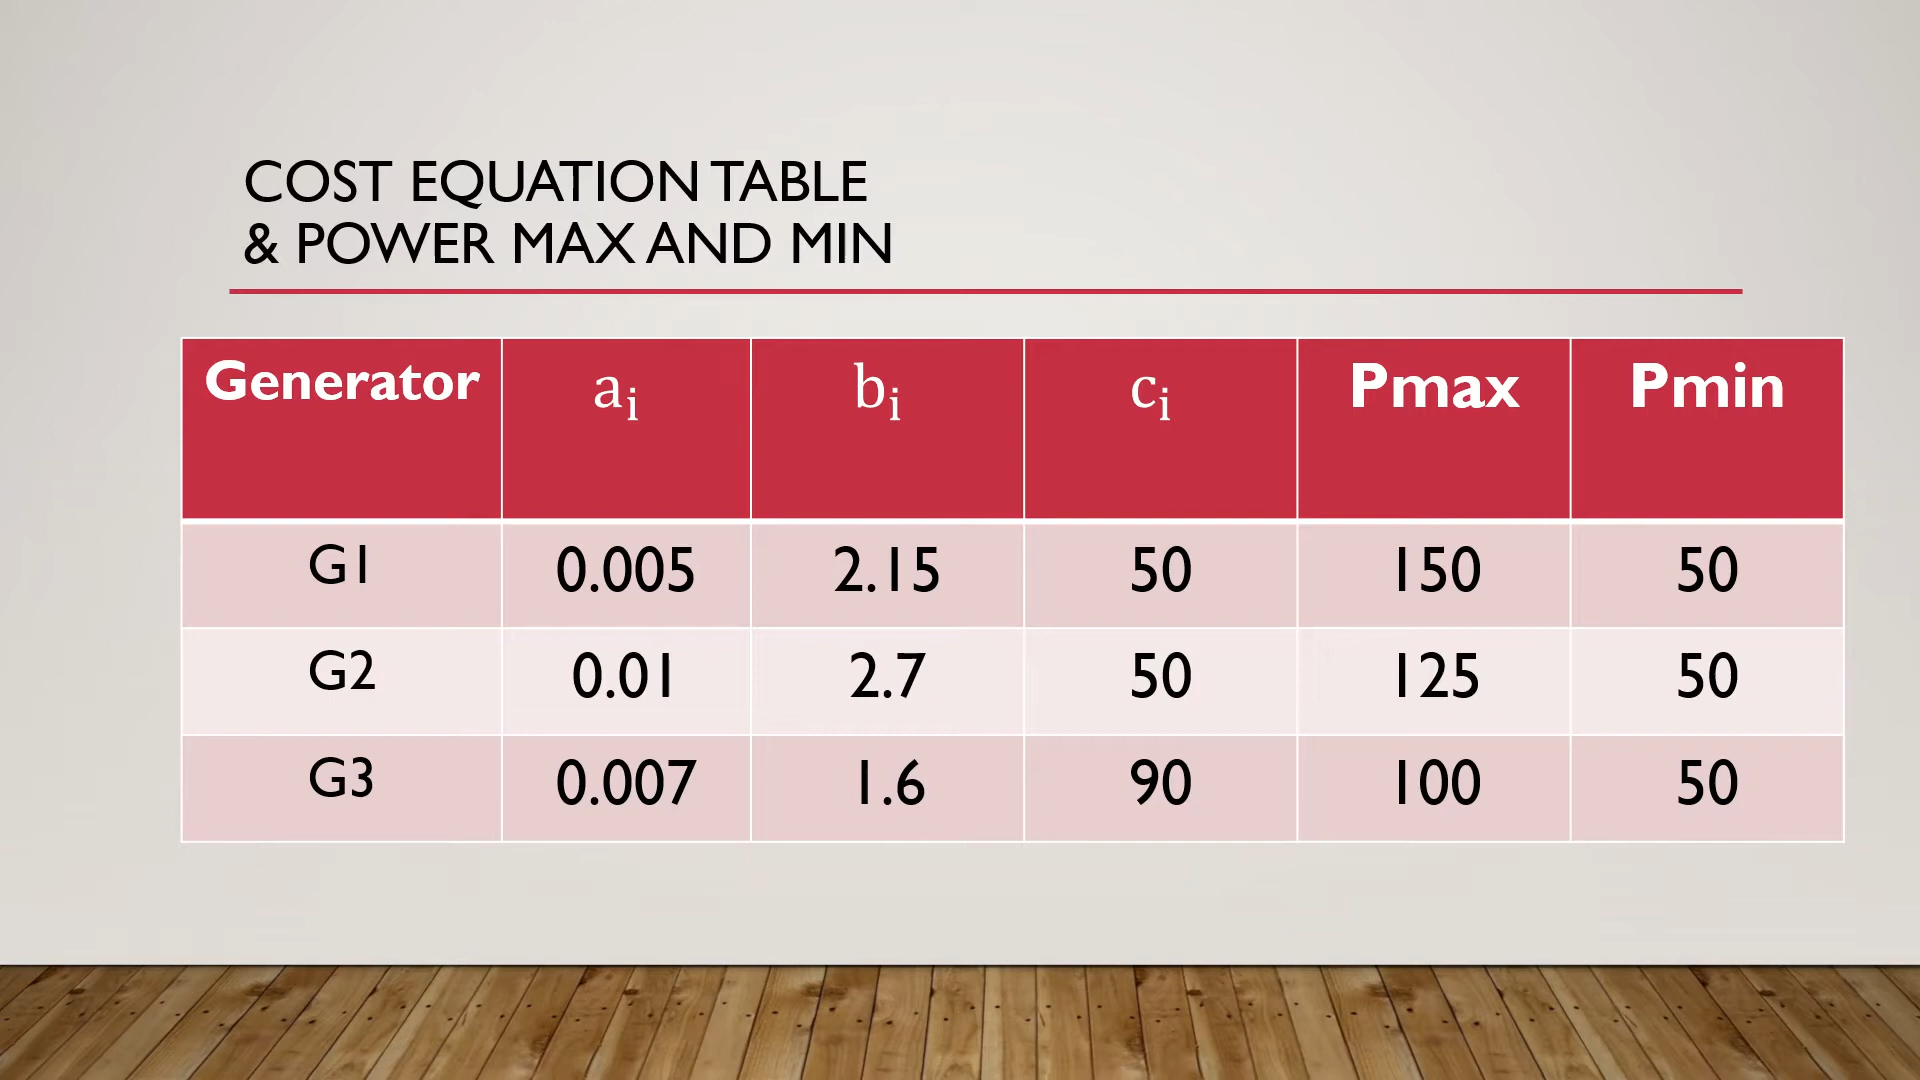 COST EQUATION TABLE
& POWER MAX AND MIN
Generator aᵢ bᵢ cᵢ Pmax Pmin
G1 0.005 2.15 50 150 50
G2 0.01 2.7 50 125 50
G3 0.007 1.6 90 100 50